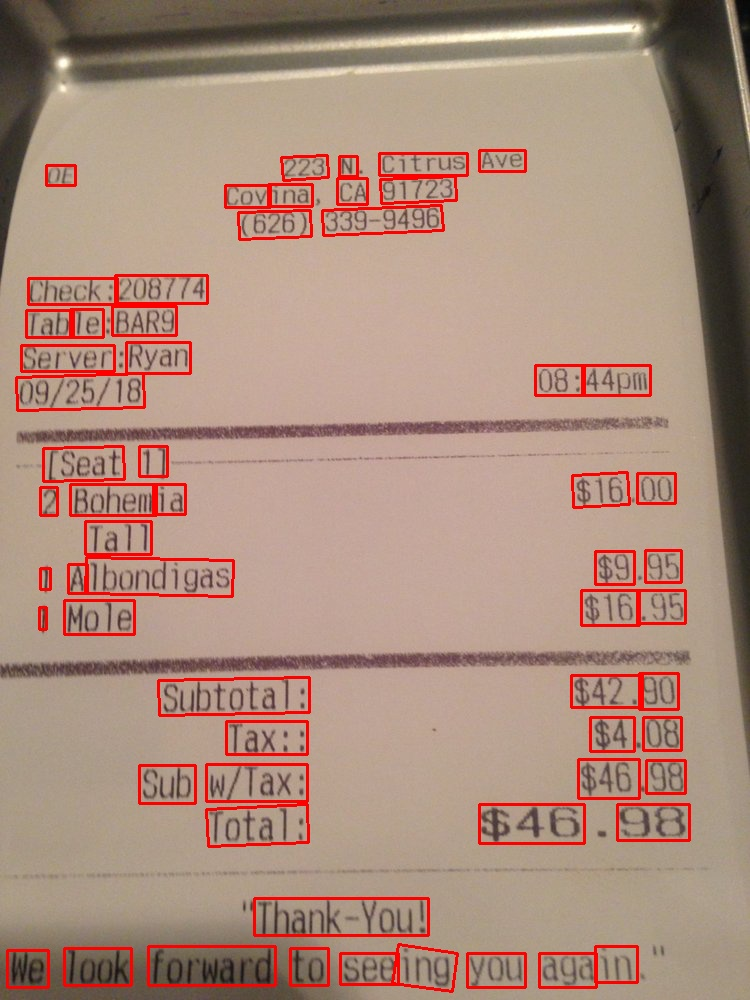 DE 223 N. Citrus Ave
Covina, CA 91723
(626) 339-9496
Check:208774
Table:BAR9
Server:Ryan
09/25/18 08:44pm
[Seat 1]
2 Bohemia $16.00
Tall
1 Albondigas $9.95
1 Mole $16.95
Subtotal: $42.90
Tax:: $4.08
Sub w/Tax: $46.98
Total: $46.98
"Thank-You!
We look forward to seeing you again."